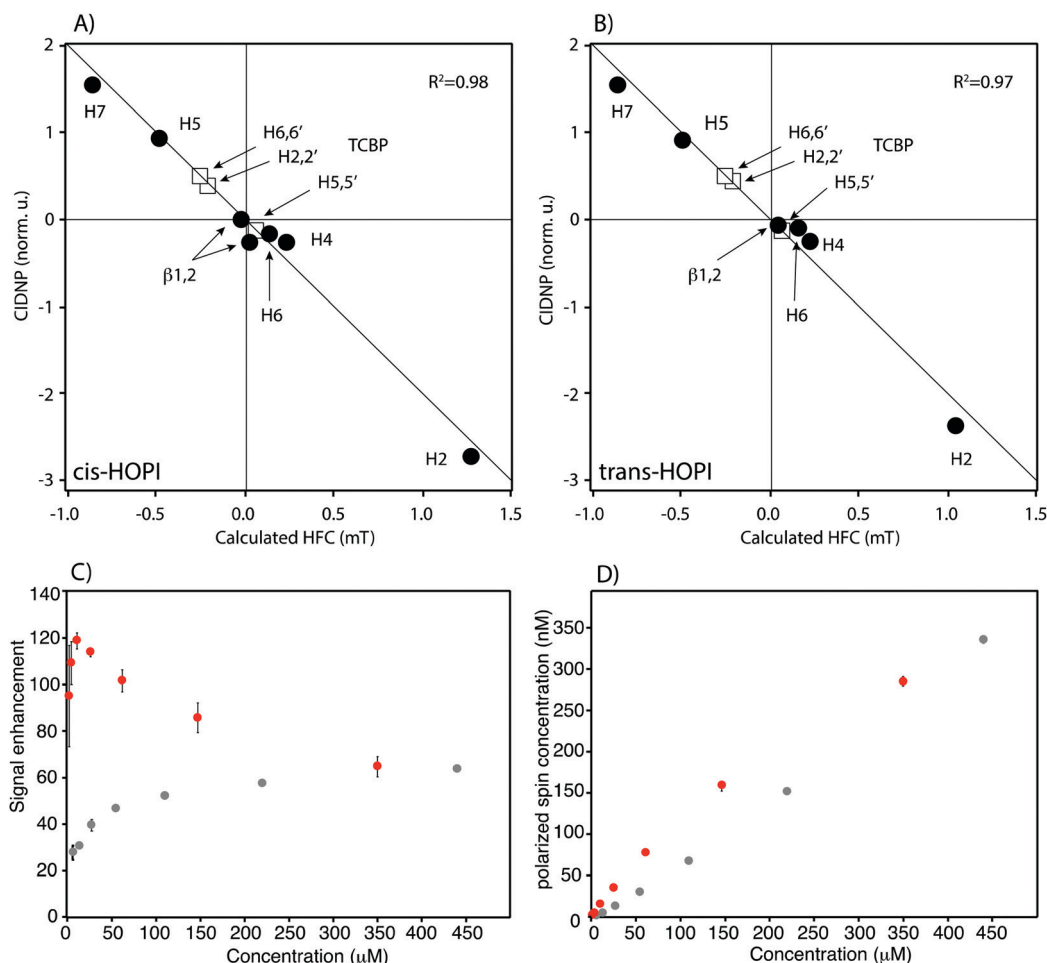 A)
2
1
0
-1
-2
-3
CIDNP (norm. u.)
R²=0.98
H7
H5
H6,6′
TCBP
H2,2′
H5,5′
H4
β1,2
H6
H2
cis-HOPI
-1.0
-0.5
0.0
0.5
1.0
1.5
Calculated HFC (mT)
B)
2
1
0
-1
-2
-3
CIDNP (norm. u.)
R²=0.97
H7
H5
H6,6′
TCBP
H2,2′
H5,5′
H4
β1,2
H6
H2
trans-HOPI
-1.0
-0.5
0.0
0.5
1.0
1.5
Calculated HFC (mT)
C)
140
120
100
80
60
40
20
0
Signal enhancement
0
50
100
150
200
250
300
350
400
450
Concentration (μM)
D)
350
300
250
200
150
100
50
0
polarized spin concentration (nM)
0
50
100
150
200
250
300
350
400
450
Concentration (μM)